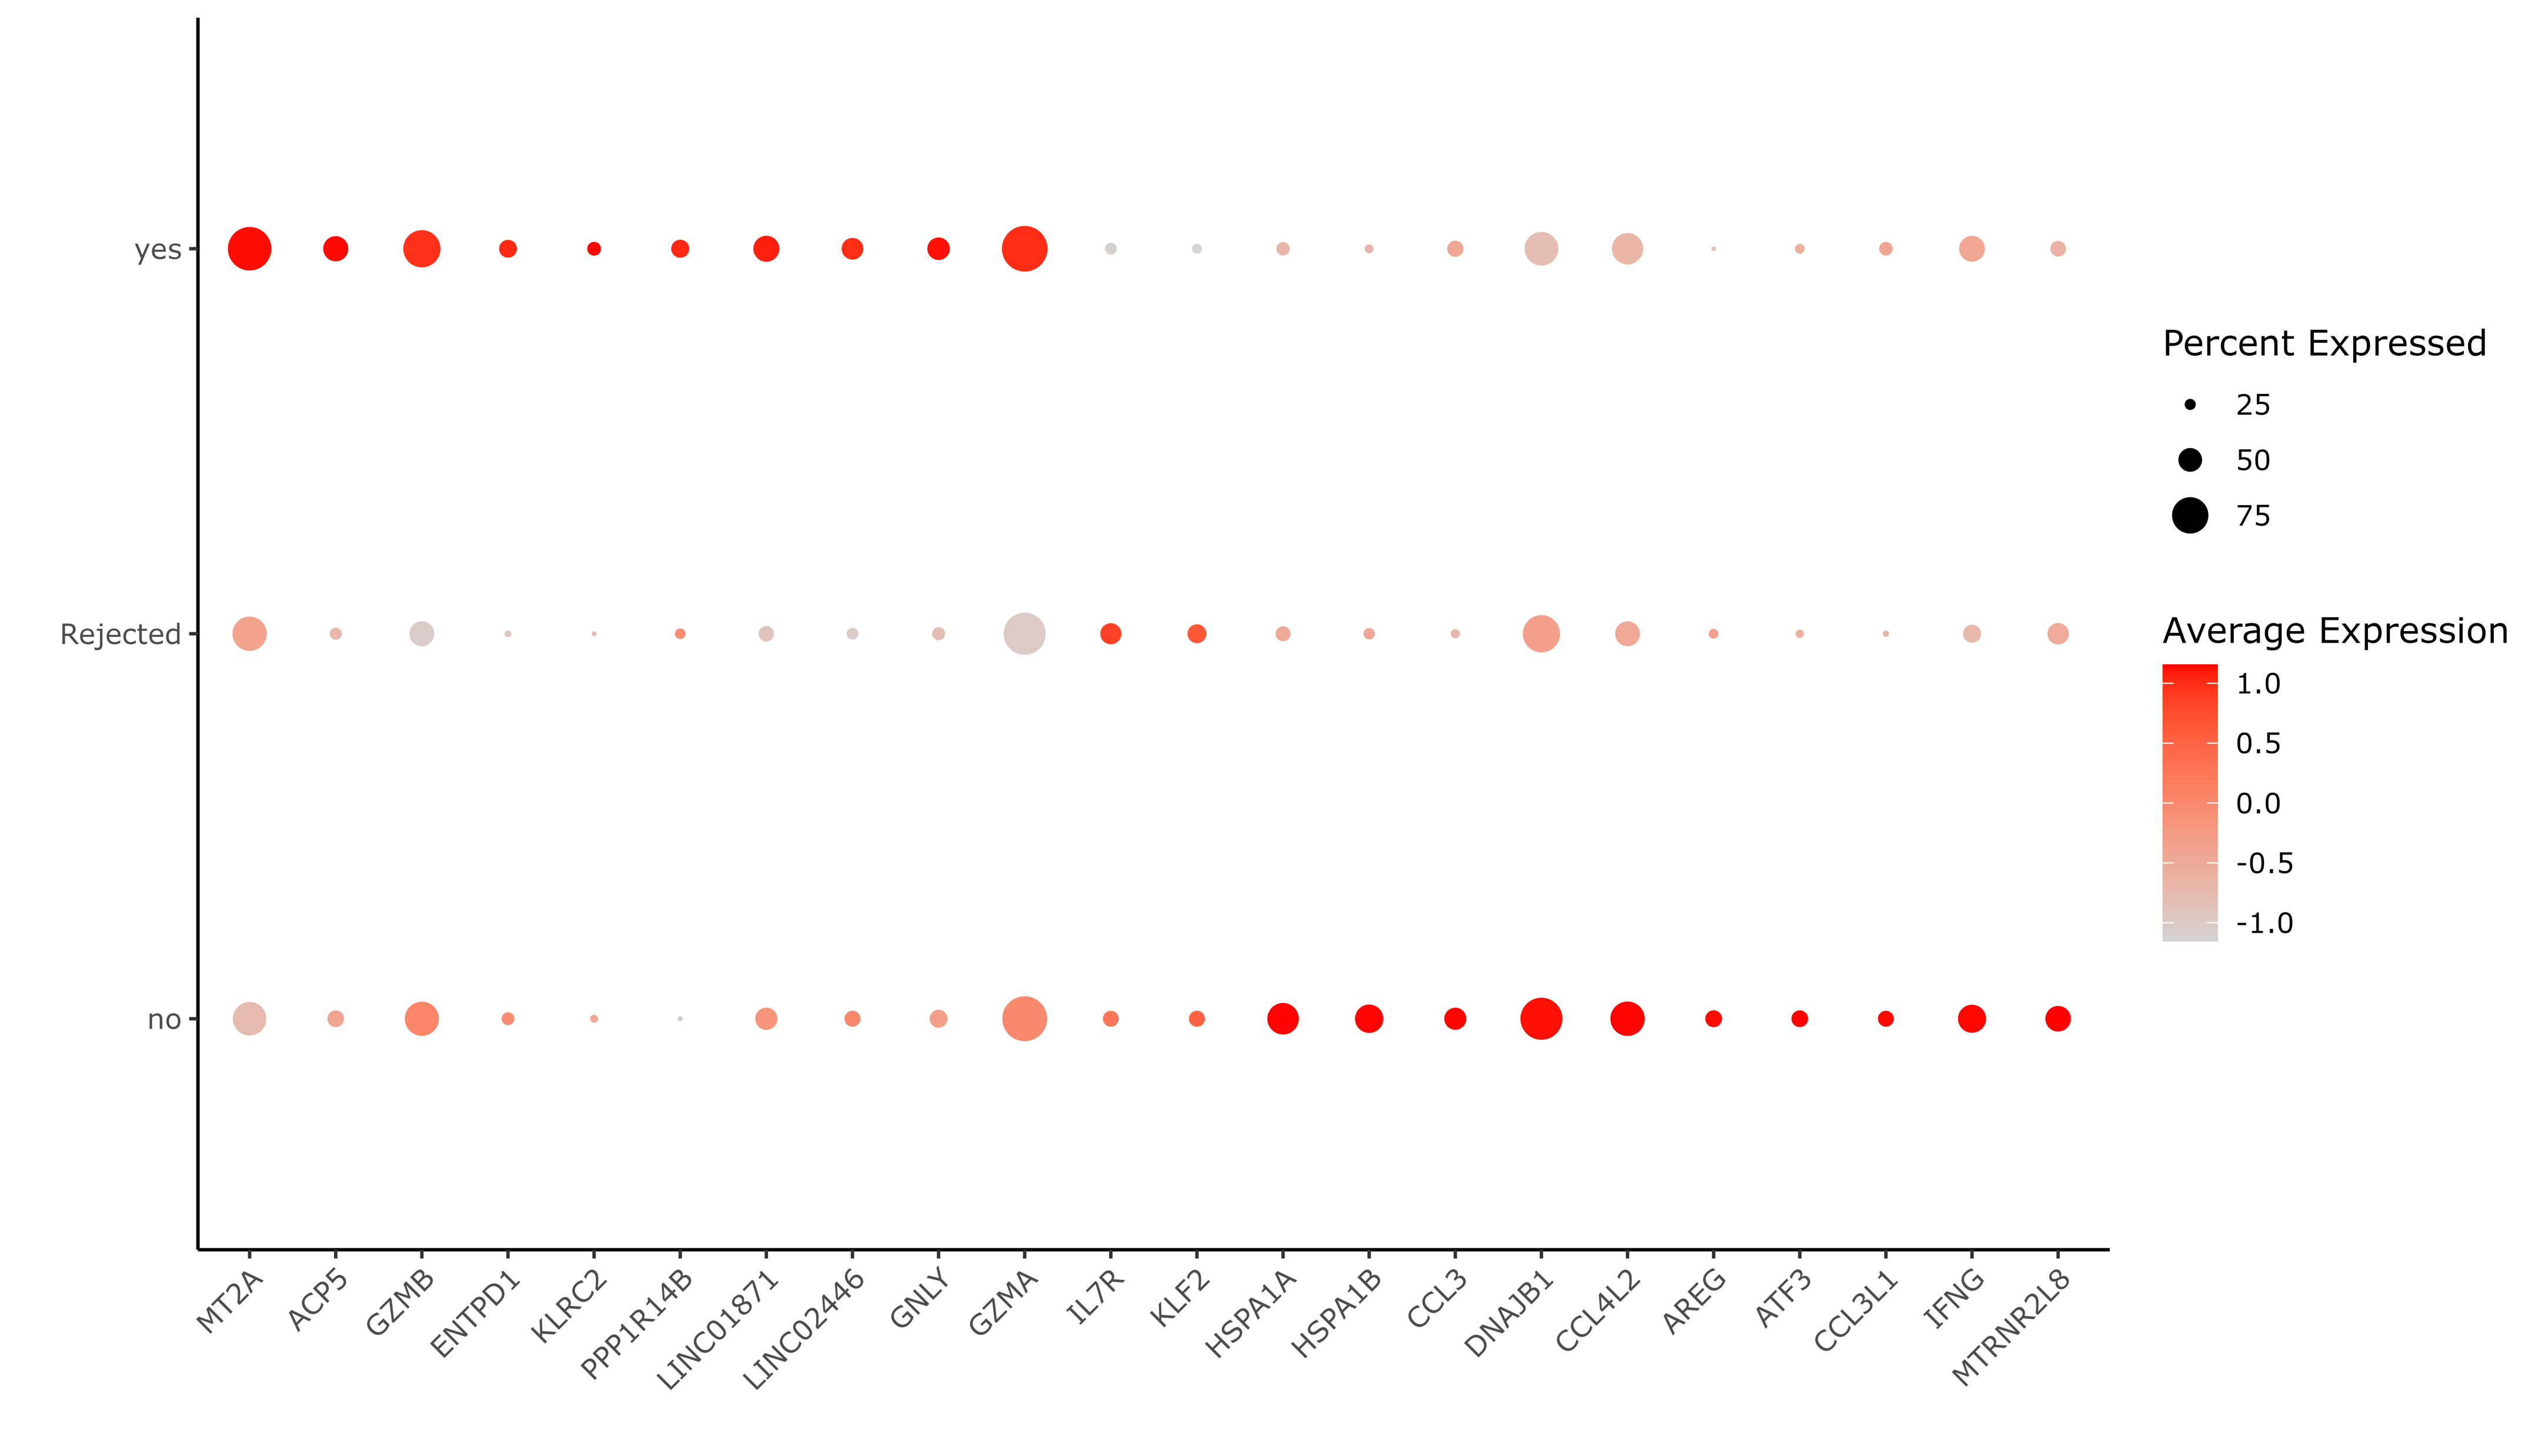 yes
Rejected
no
MT2A
ACP5
GZMB
ENTPD1
KLRC2
PPP1R14B
LINC01871
LINC02446
GNLY
GZMA
IL7R
KLF2
HSPA1A
HSPA1B
CCL3
DNAJB1
CCL4L2
AREG
ATF3
CCL3L1
IFNG
MTRNR2L8
Percent Expressed
25
50
75
Average Expression
1.0
0.5
0.0
-0.5
-1.0